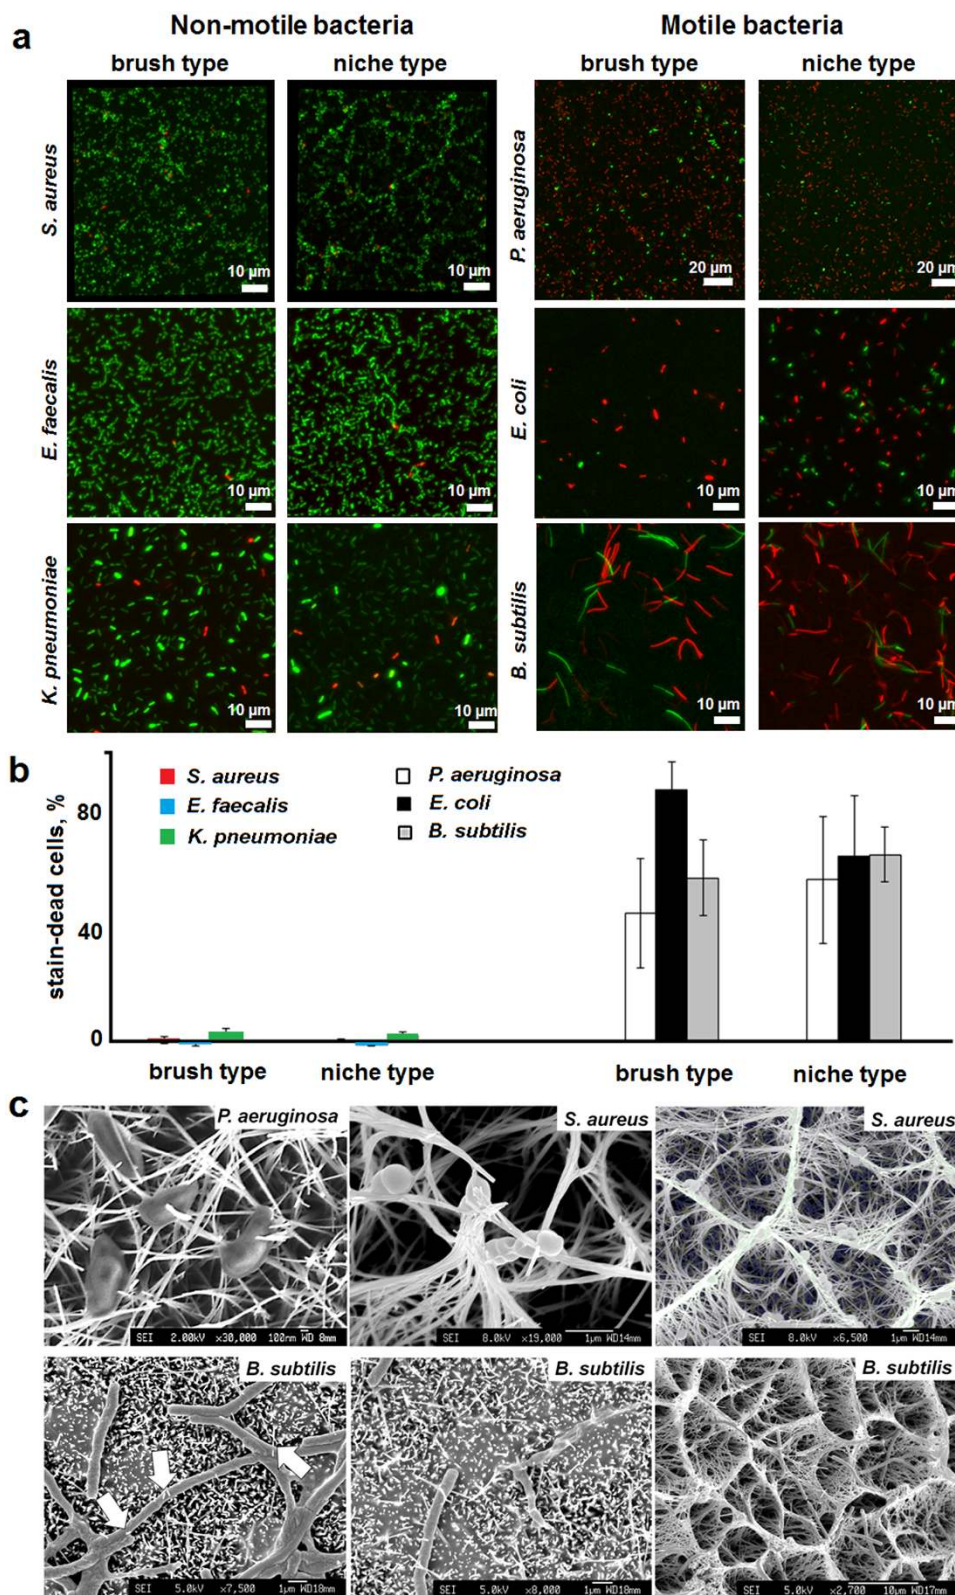 a
Non-motile bacteria
Motile bacteria
brush type
niche type
brush type
niche type
S. aureus
10 µm
10 µm
P. aeruginosa
20 µm
20 µm
E. faecalis
10 µm
10 µm
E. coli
10 µm
10 µm
K. pneumoniae
10 µm
10 µm
B. subtilis
10 µm
10 µm
b
stain-dead cells, %
80
40
0
S. aureus
E. faecalis
K. pneumoniae
P. aeruginosa
E. coli
B. subtilis
brush type
niche type
brush type
niche type
c
P. aeruginosa
SEI 2.00kV ×30,000 100nm WD 8mm
S. aureus
SEI 8.0kV ×19,000 1µm WD14mm
S. aureus
SEI 8.0kV ×6,500 1µm WD14mm
B. subtilis
SEI 5.0kV ×7,500 1µm WD18mm
B. subtilis
SEI 5.0kV ×8,000 1µm WD18mm
B. subtilis
SEI 5.0kV ×2,700 10µm WD17mm